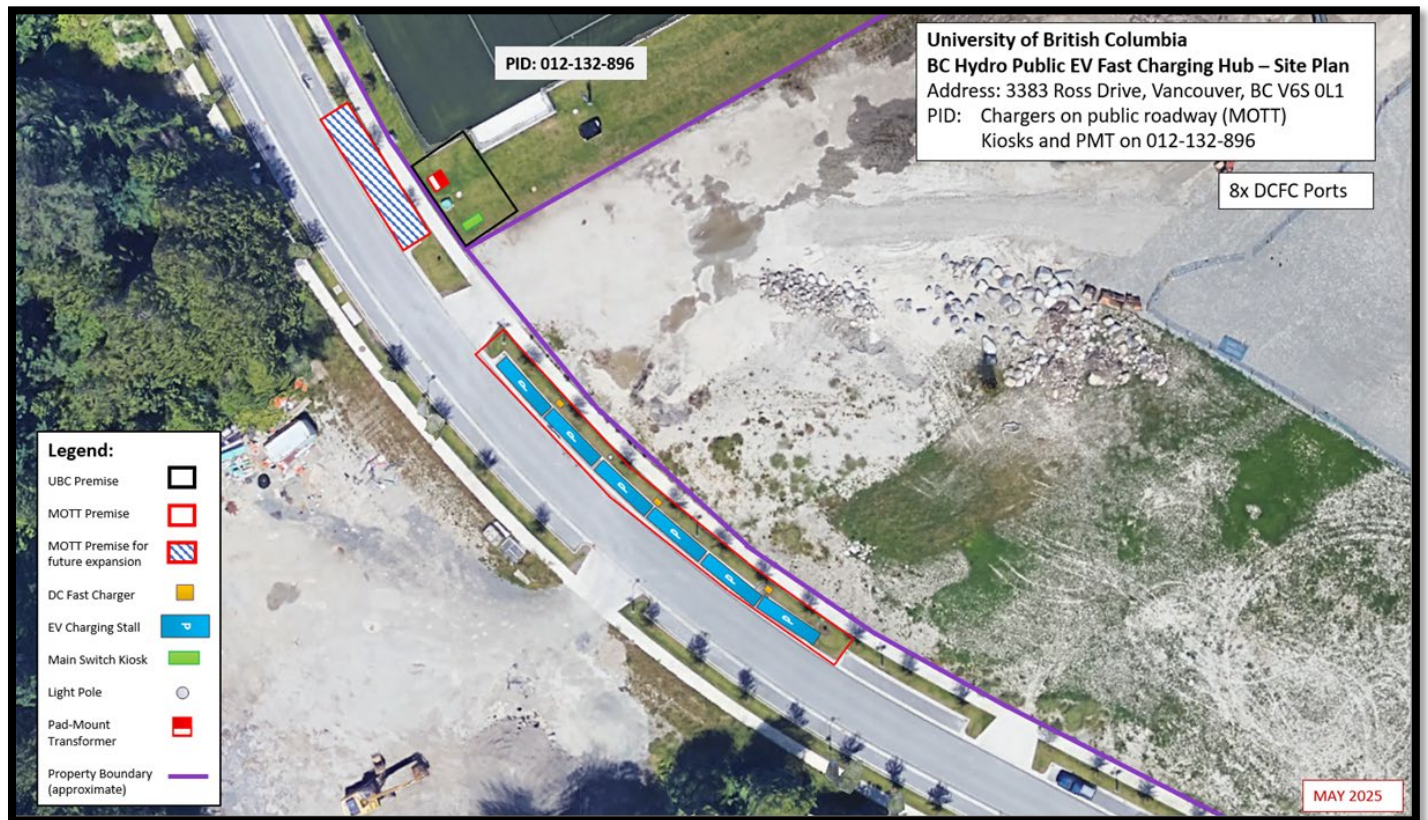 PID: 012-132-896
University of British Columbia
BC Hydro Public EV Fast Charging Hub – Site Plan
Address: 3383 Ross Drive, Vancouver, BC V6S 0L1
PID: Chargers on public roadway (MOTT)
Kiosks and PMT on 012-132-896
8x DCFC Ports
P
P
P
P
P
P
Legend:
UBC Premise
MOTT Premise
MOTT Premise for
future expansion
DC Fast Charger
EV Charging Stall
P
Main Switch Kiosk
Light Pole
Pad-Mount
Transformer
Property Boundary
(approximate)
MAY 2025